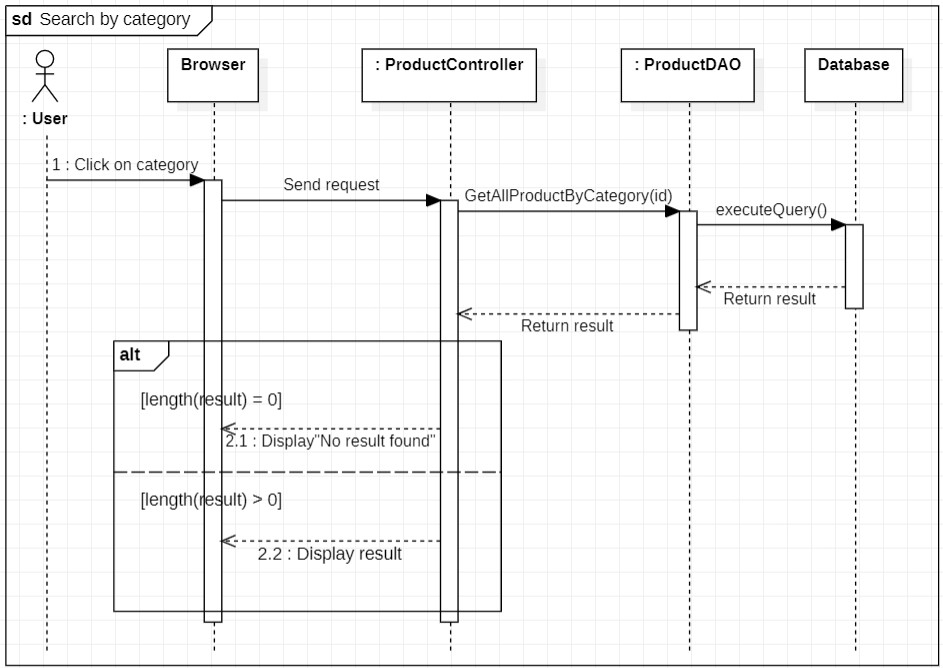 sd Search by category
Browser
: ProductController
: ProductDAO
Database
: User
1 : Click on category
Send request
GetAllProductByCategory(id)
executeQuery()
Return result
Return result
alt
[length(result) = 0]
2.1 : Display"No result found"
[length(result) > 0]
2.2 : Display result